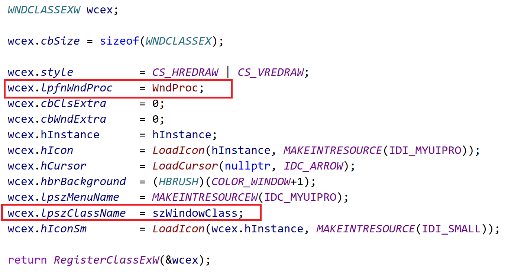 WNDCLASSEXW wcex;
wcex.cbSize = sizeof(WNDCLASSEX);
wcex.style = CS_HREDRAW | CS_VREDRAW;
wcex.lpfnWndProc = WndProc;
wcex.cbClsExtra = 0;
wcex.cbWndExtra = 0;
wcex.hInstance = hInstance;
wcex.hIcon = LoadIcon(hInstance, MAKEINTRESOURCE(IDI_MYUIPRO));
wcex.hCursor = LoadCursor(nullptr, IDC_ARROW);
wcex.hbrBackground = (HBRUSH)(COLOR_WINDOW+1);
wcex.lpszMenuName = MAKEINTRESOURCEW(IDC_MYUIPRO);
wcex.lpszClassName = szWindowClass;
wcex.hIconSm = LoadIcon(wcex.hInstance, MAKEINTRESOURCE(IDI_SMALL));
return RegisterClassExW(&wcex);